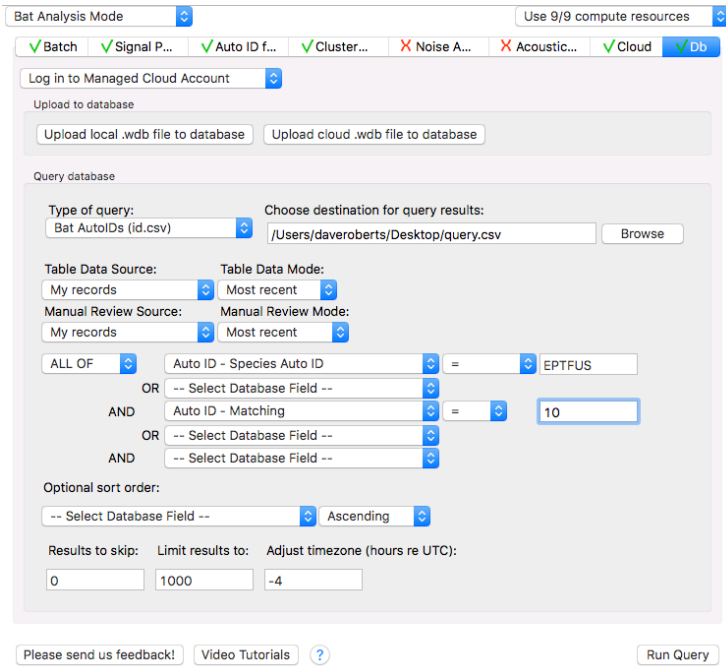 Bat Analysis Mode Use 9/9 compute resources
Batch Signal P... Auto ID f... Cluster... Noise A... Acoustic... Cloud Db
Log in to Managed Cloud Account
Upload to database
Upload local .wdb file to database Upload cloud .wdb file to database
Query database
Type of query: Choose destination for query results:
Bat AutoIDs (id.csv) /Users/daveroberts/Desktop/query.csv Browse
Table Data Source: Table Data Mode:
My records Most recent
Manual Review Source: Manual Review Mode:
My records Most recent
ALL OF Auto ID - Species Auto ID = EPTFUS
OR -- Select Database Field --
AND Auto ID - Matching = 10
OR -- Select Database Field --
AND -- Select Database Field --
Optional sort order:
-- Select Database Field -- Ascending
Results to skip: Limit results to: Adjust timezone (hours re UTC):
0 1000 -4
Please send us feedback! Video Tutorials ? Run Query